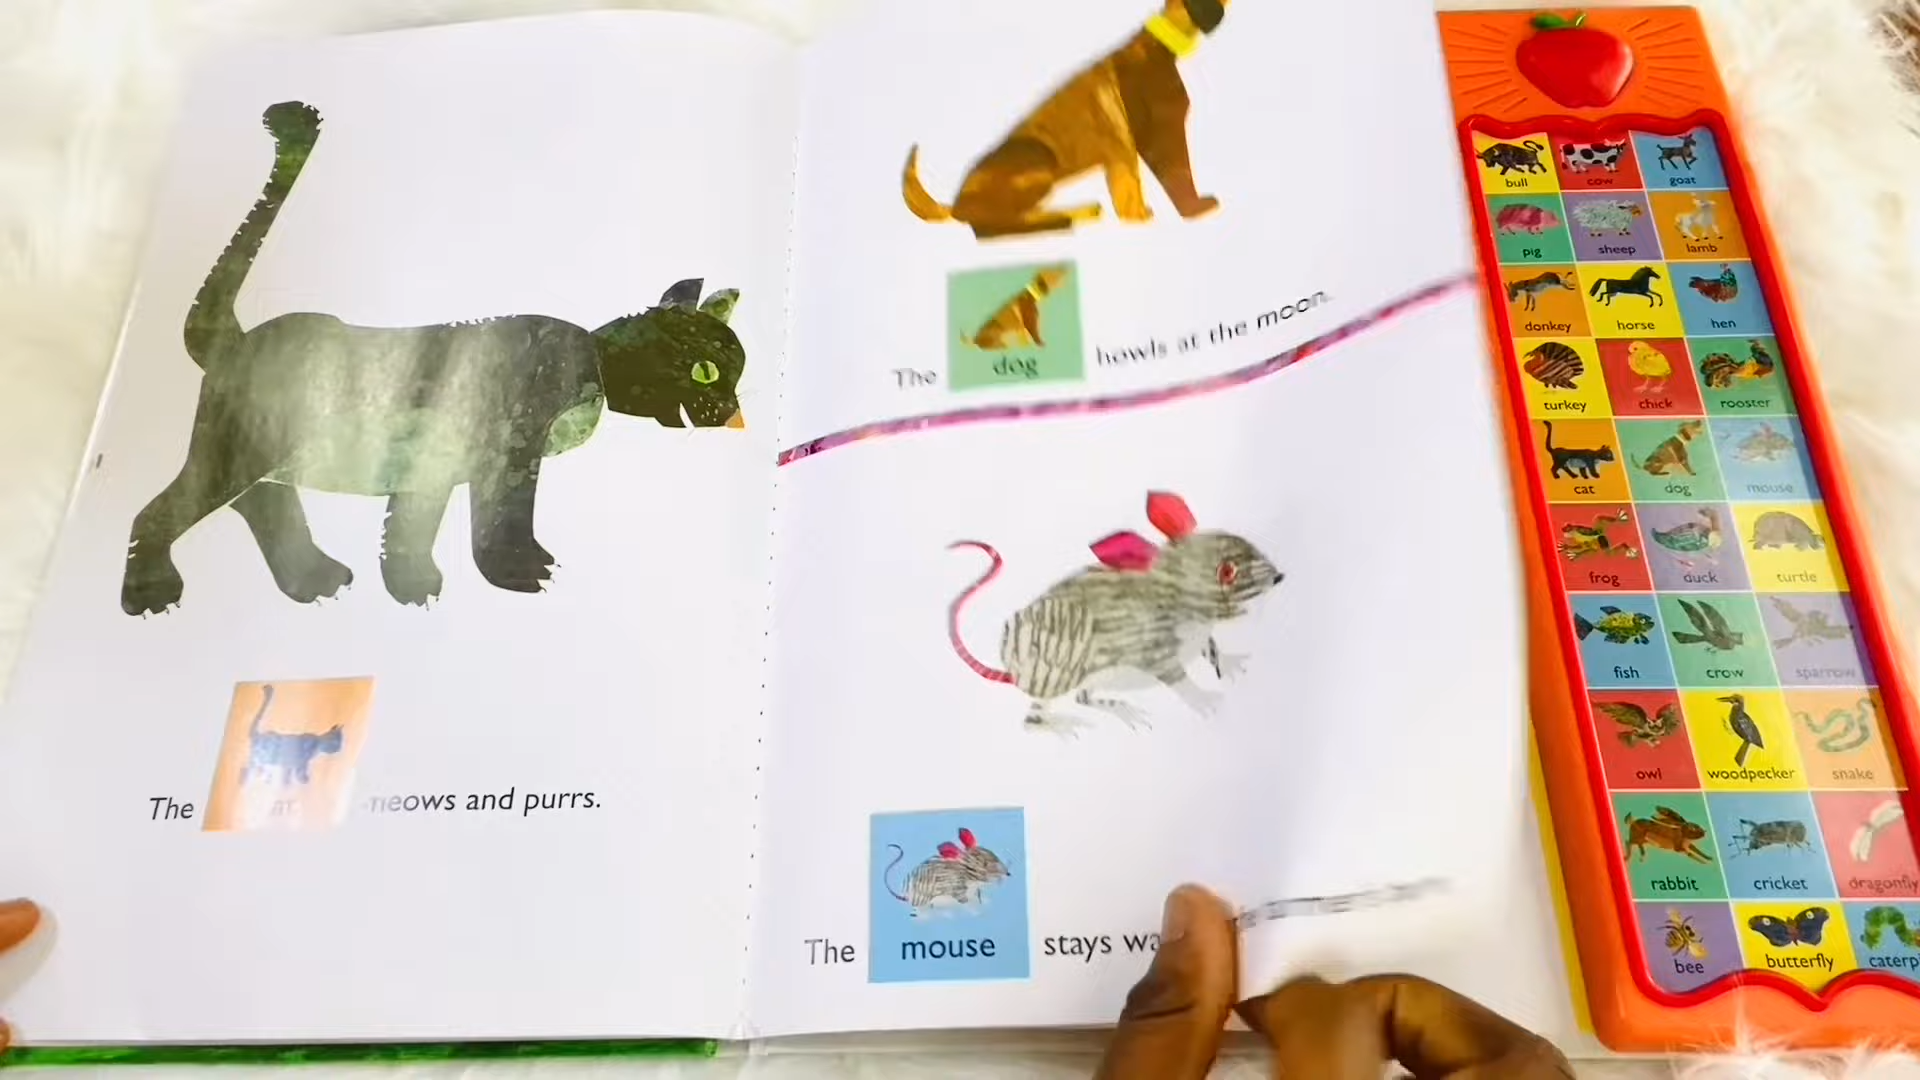 The meows and purrs.
The dog howls at the moon.
The mouse stays
bull cow goat
pig sheep lamb
donkey horse hen
turkey chick rooster
cat dog mouse
frog duck turtle
fish crow sparrow
owl woodpecker snake
rabbit cricket dragonfly
bee butterfly